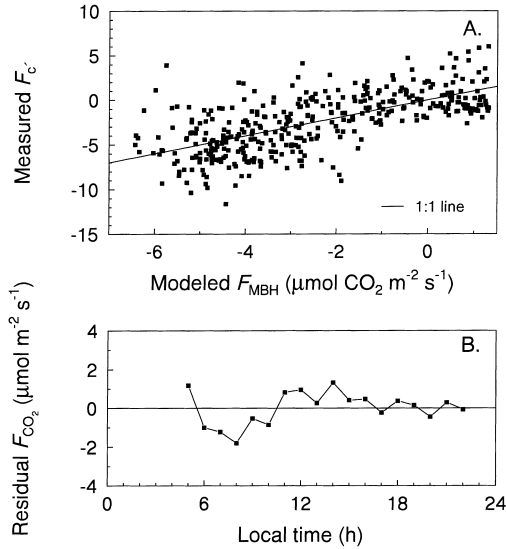 A.
Measured Fc′
10
5
0
-5
-10
-15
1:1 line
-6 -4 -2 0
Modeled FMBH (μmol CO2 m-2 s-1)
B.
Residual FCO2 (μmol m-2 s-1)
4
2
0
-2
-4
0 6 12 18 24
Local time (h)